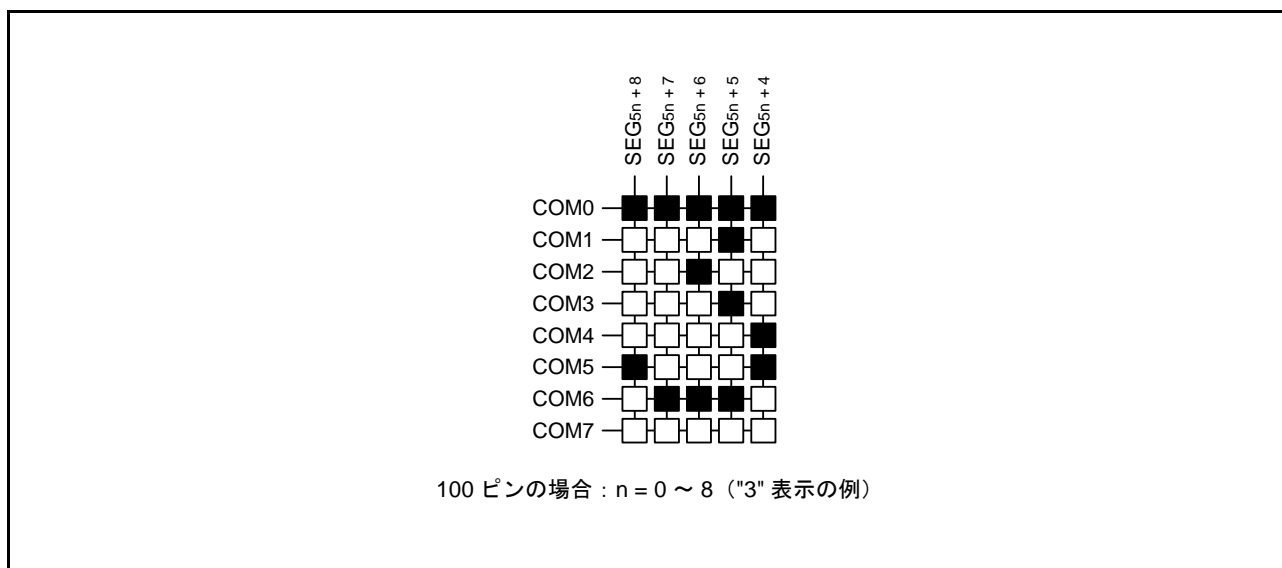 SEG5n + 8
SEG5n + 7
SEG5n + 6
SEG5n + 5
SEG5n + 4
COM0
COM1
COM2
COM3
COM4
COM5
COM6
COM7
100 ピンの場合：n = 0 ～ 8（"3" 表示の例）